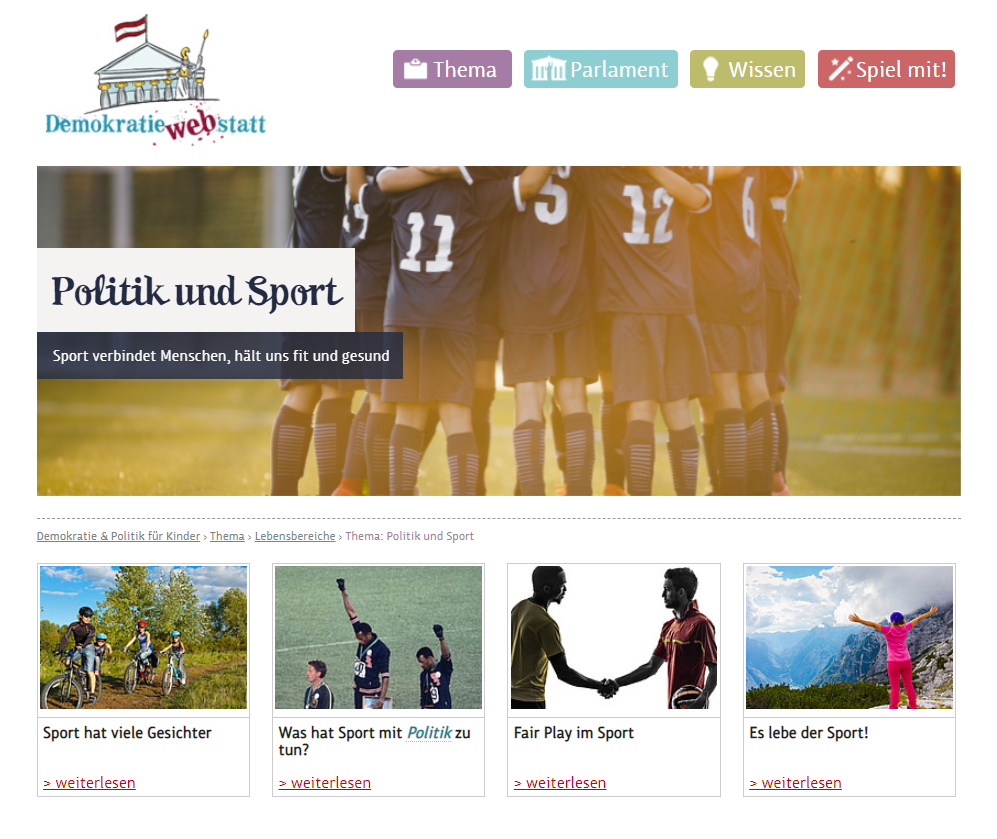 Demokratiewebstatt
Thema
Parlament
Wissen
Spiel mit!
11
5
12
6
Politik und Sport
Sport verbindet Menschen, hält uns fit und gesund
Demokratie & Politik für Kinder › Thema › Lebensbereiche › Thema: Politik und Sport
Sport hat viele Gesichter
> weiterlesen
Was hat Sport mit Politik zu
tun?
> weiterlesen
Fair Play im Sport
> weiterlesen
Es lebe der Sport!
> weiterlesen